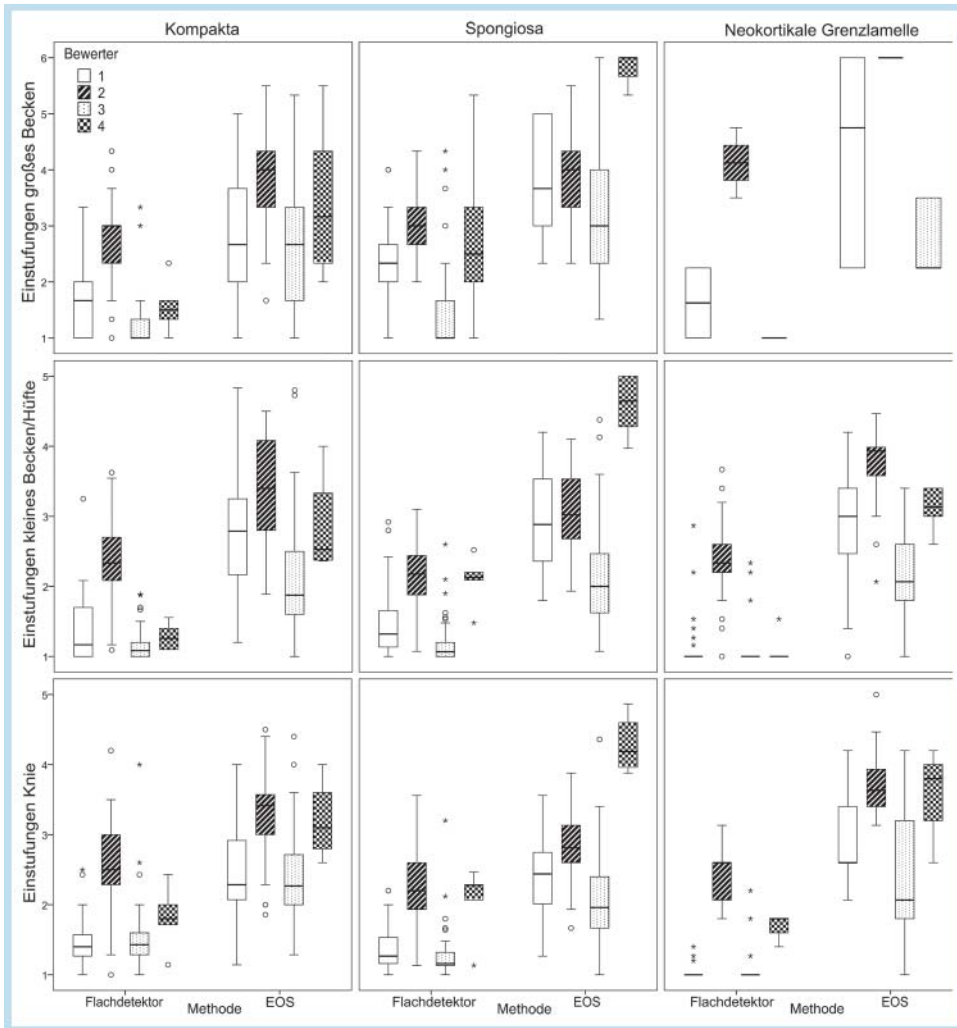 Kompakta
Spongiosa
Neokortikale Grenzlamelle
Bewerter
1
2
3
4
Einstufungen großes Becken
6
5
4
3
2
1
Einstufungen kleines Becken/Hüfte
5
4
3
2
1
Einstufungen Knie
5
4
3
2
1
Flachdetektor Methode EOS
Flachdetektor Methode EOS
Flachdetektor Methode EOS